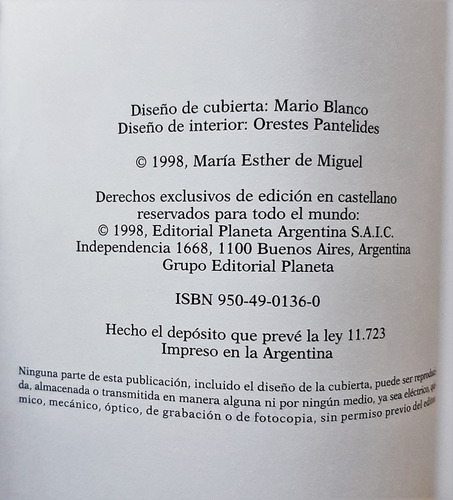 Diseño de cubierta: Mario Blanco
Diseño de interior: Orestes Pantelides
© 1998, María Esther de Miguel
Derechos exclusivos de edición en castellano
reservados para todo el mundo:
© 1998, Editorial Planeta Argentina S.A.I.C.
Independencia 1668, 1100 Buenos Aires, Argentina
Grupo Editorial Planeta
ISBN 950-49-0136-0
Hecho el depósito que prevé la ley 11.723
Impreso en la Argentina
Ninguna parte de esta publicación, incluido el diseño de la cubierta, puede ser reproduci-
da, almacenada o transmitida en manera alguna ni por ningún medio, ya sea eléctrico,
mico, mecánico, óptico, de grabación o de fotocopia, sin permiso previo del